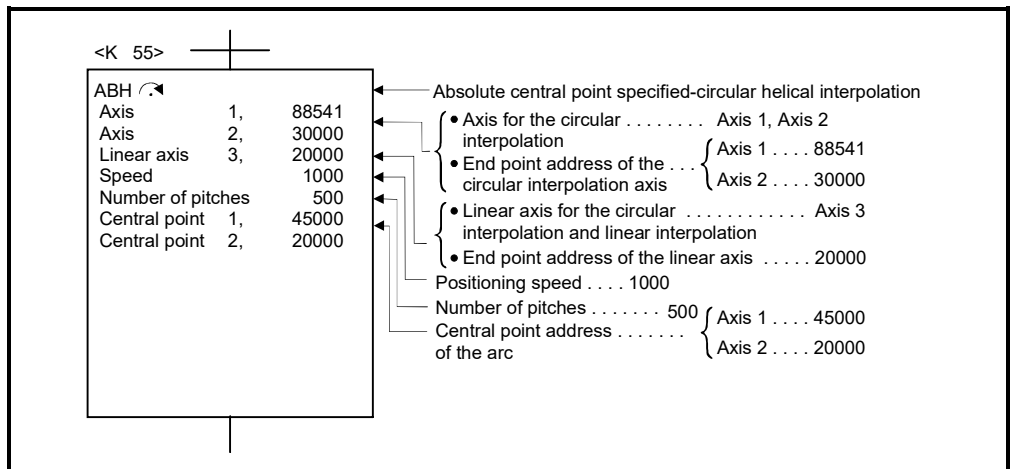 <K 55>
ABH
Axis 1, 88541
Axis 2, 30000
Linear axis 3, 20000
Speed 1000
Number of pitches 500
Central point 1, 45000
Central point 2, 20000
Absolute central point specified-circular helical interpolation
• Axis for the circular . . . . . . . . Axis 1, Axis 2
interpolation
• End point address of the . . .
circular interpolation axis
Axis 1 . . . . 88541
Axis 2 . . . . 30000
• Linear axis for the circular . . . . . . . . . . . . Axis 3
interpolation and linear interpolation
• End point address of the linear axis . . . . . 20000
Positioning speed . . . . 1000
Number of pitches . . . . . . . 500
Central point address . . . . . . .
of the arc
Axis 1 . . . . 45000
Axis 2 . . . . 20000